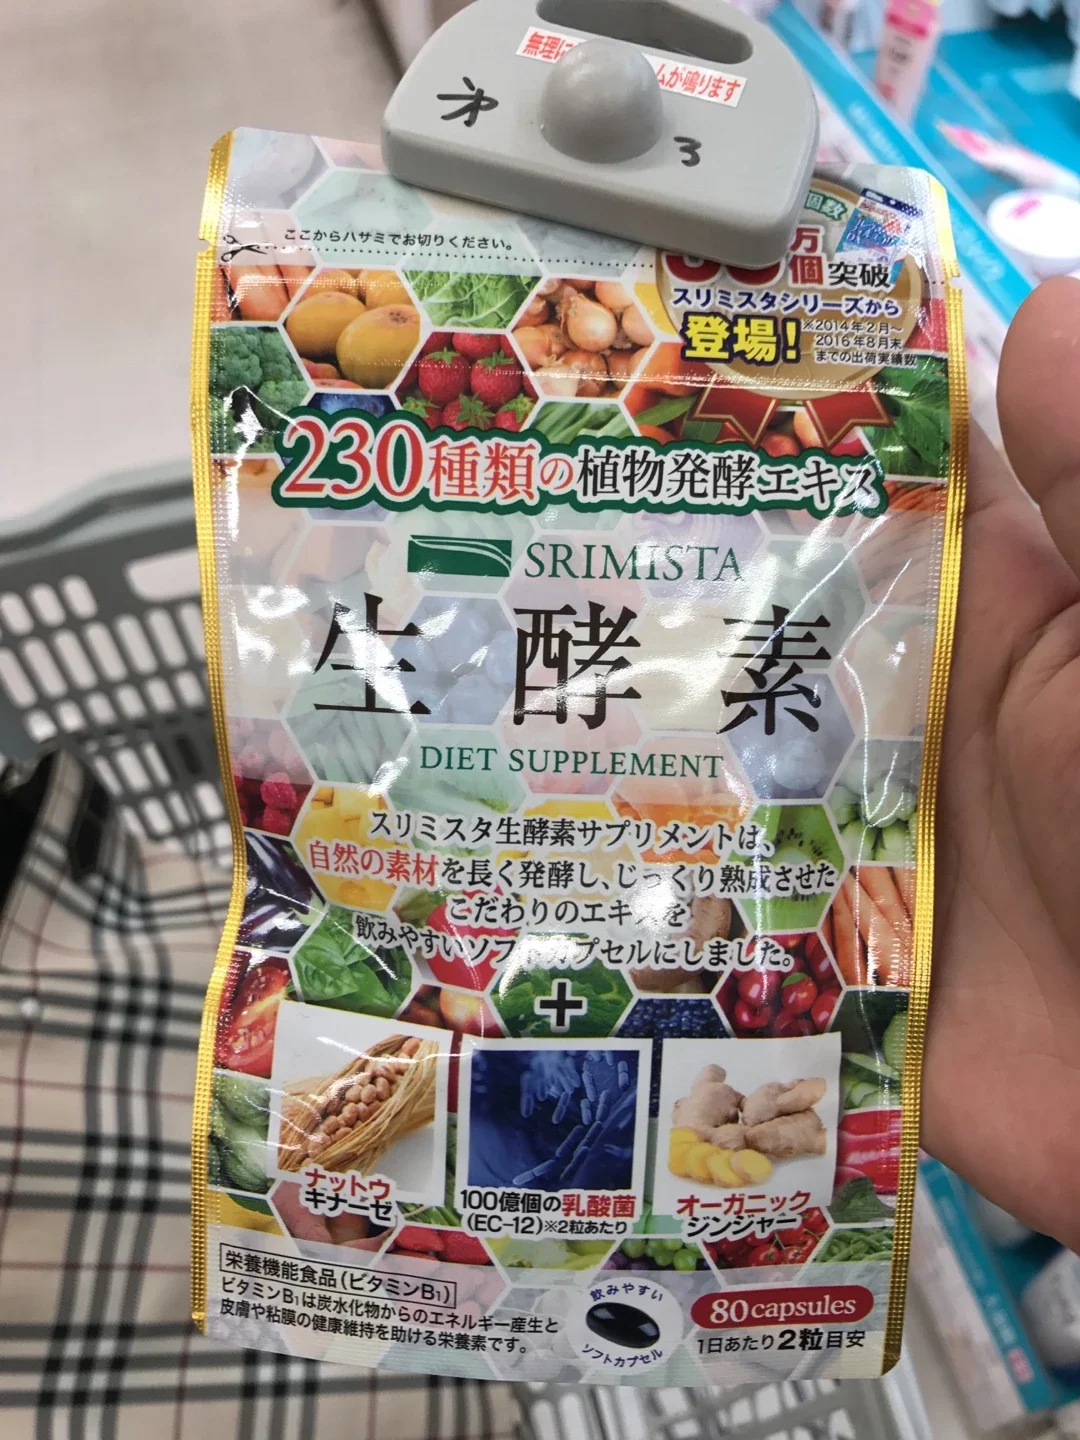 無理に
ムが鳴ります
3
ここからハサミでお切りください。
個数
万
個突破
スリミスタシリーズから
登場!
※2014年2月~
2016年8月末
までの出荷実績数
230種類の植物発酵エキス
SRIMISTA
生酵素
DIET SUPPLEMENT
スリミスタ生酵素サプリメントは、
自然の素材を長く発酵し、じっくり熟成させた
こだわりのエキスを
飲みやすいソフトカプセルにしました。
+
ナットウ
キナーゼ
100億個の乳酸菌
(EC-12)※2粒あたり
オーガニック
ジンジャー
栄養機能食品(ビタミンB1)
ビタミンB1は炭水化物からのエネルギー産生と
皮膚や粘膜の健康維持を助ける栄養素です。
飲みやすい
ソフトカプセル
80capsules
1日あたり2粒目安